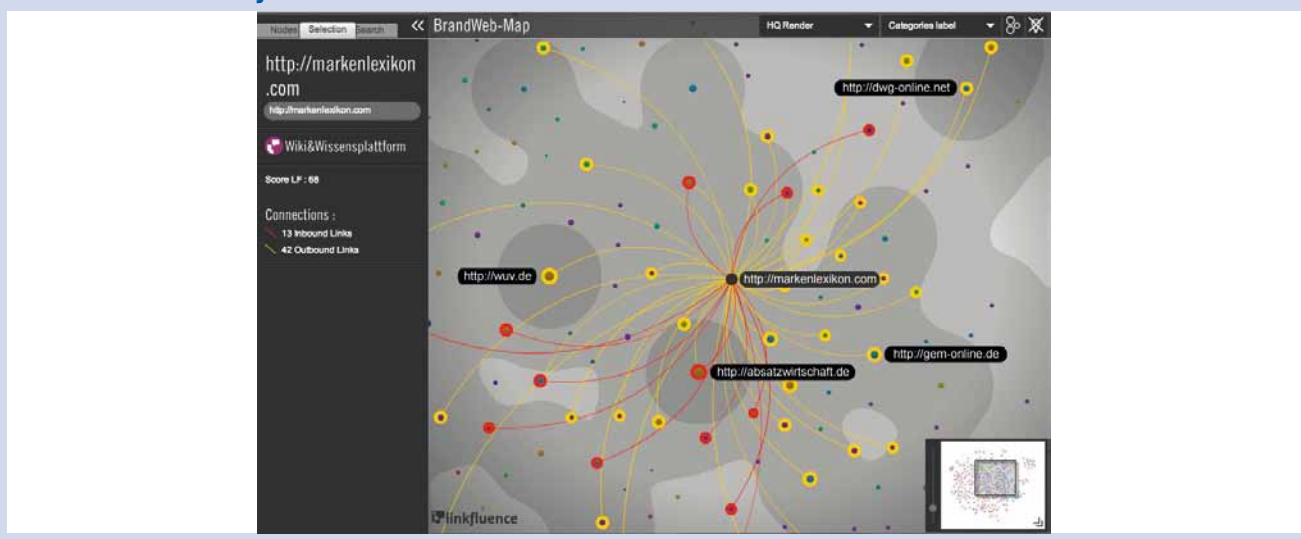 Nodes Selection Search
BrandWeb-Map
HQ Render
Categories label
http://markenlexikon
.com
http://markenlexikon.com
Wiki&Wissensplattform
Score LF : 68
Connections :
13 Inbound Links
42 Outbound Links
http://dwg-online.net
http://wuv.de
http://markenlexikon.com
http://gem-online.de
http://absatzwirtschaft.de
linkfluence